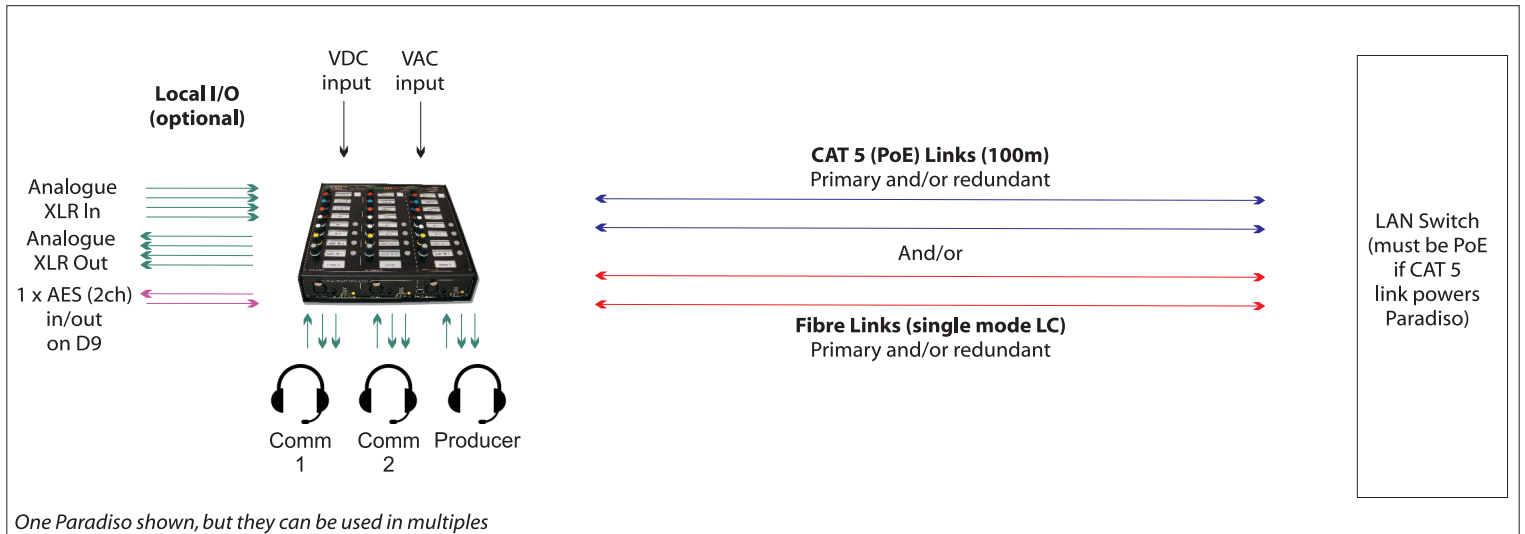 VDC
input
VAC
input
Local I/O
(optional)
Analogue
XLR In
Analogue
XLR Out
1 x AES (2ch)
in/out
on D9
CAT 5 (PoE) Links (100m)
Primary and/or redundant
And/or
Fibre Links (single mode LC)
Primary and/or redundant
LAN Switch
(must be PoE
if CAT 5
link powers
Paradiso)
Comm
1
Comm
2
Producer
One Paradiso shown, but they can be used in multiples